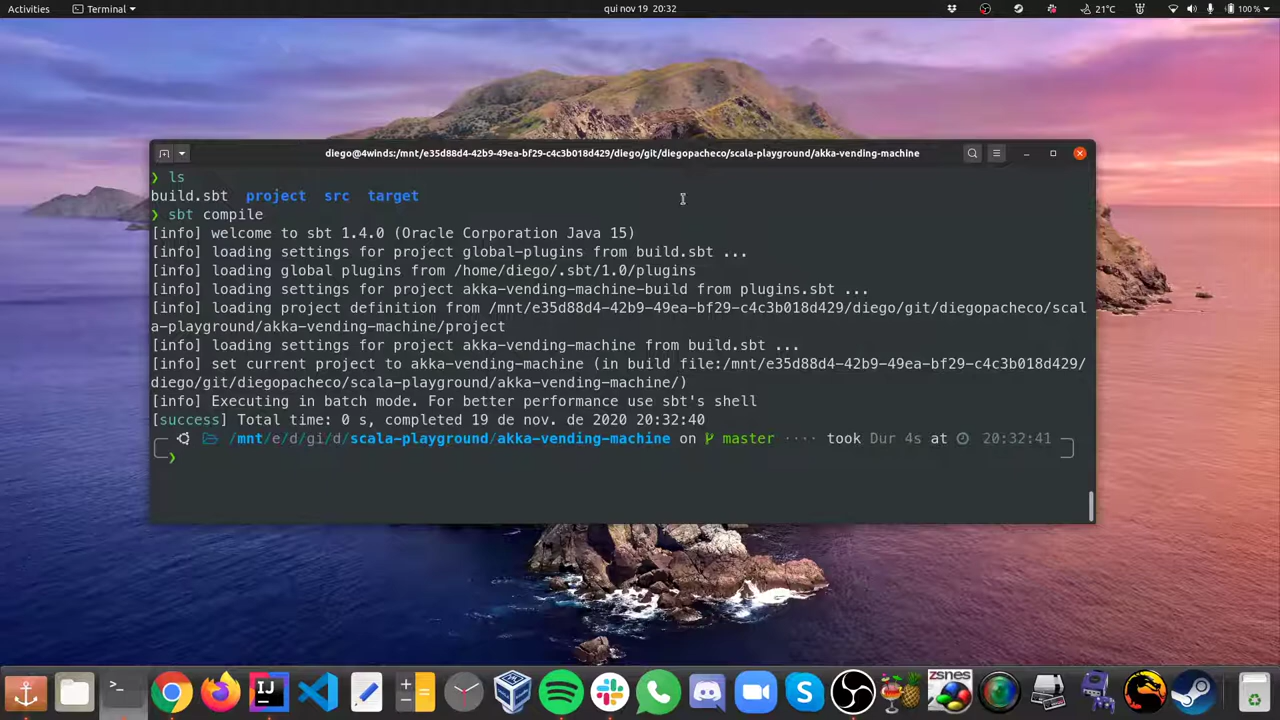 Activities Terminal qui nov 19 20:32 21°C 100 %
diego@4winds:/mnt/e35d88d4-42b9-49ea-bf29-c4c3b018d429/diego/git/diegopacheco/scala-playground/akka-vending-machine
❯ ls
build.sbt project src target
❯ sbt compile
[info] welcome to sbt 1.4.0 (Oracle Corporation Java 15)
[info] loading settings for project global-plugins from build.sbt ...
[info] loading global plugins from /home/diego/.sbt/1.0/plugins
[info] loading settings for project akka-vending-machine-build from plugins.sbt ...
[info] loading project definition from /mnt/e35d88d4-42b9-49ea-bf29-c4c3b018d429/diego/git/diegopacheco/scal
a-playground/akka-vending-machine/project
[info] loading settings for project akka-vending-machine from build.sbt ...
[info] set current project to akka-vending-machine (in build file:/mnt/e35d88d4-42b9-49ea-bf29-c4c3b018d429/
diego/git/diegopacheco/scala-playground/akka-vending-machine/)
[info] Executing in batch mode. For better performance use sbt's shell
[success] Total time: 0 s, completed 19 de nov. de 2020 20:32:40
/mnt/e/d/gi/d/scala-playground/akka-vending-machine on master ···· took Dur 4s at 20:32:41
❯
IJ
zsnes